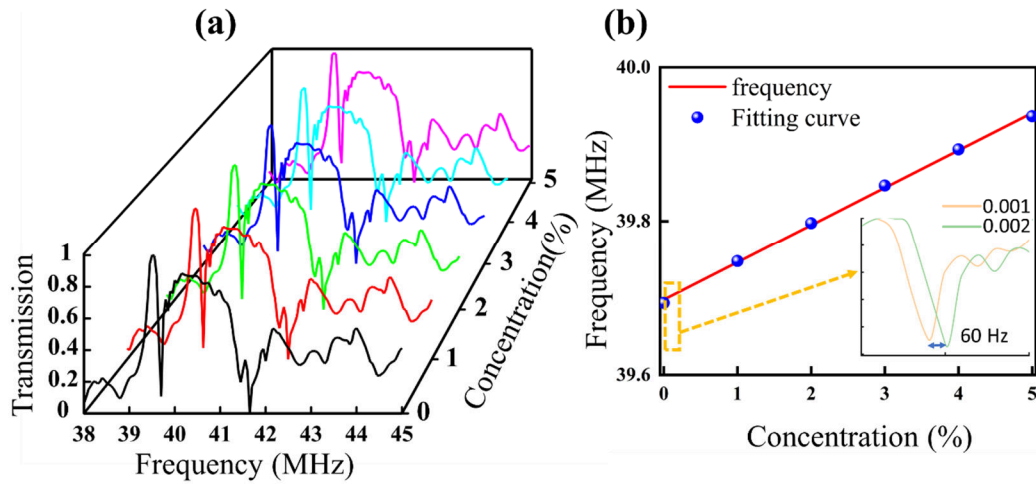 (a)
Transmission
1
0.8
0.6
0.4
0.2
0
38 39 40 41 42 43 44 45
Frequency (MHz)
0
1
2
3
4
5
Concentration(%)
(b)
Frequency (MHz)
40.0
39.8
39.6
frequency
Fitting curve
0.001
0.002
60 Hz
0 1 2 3 4 5
Concentration (%)